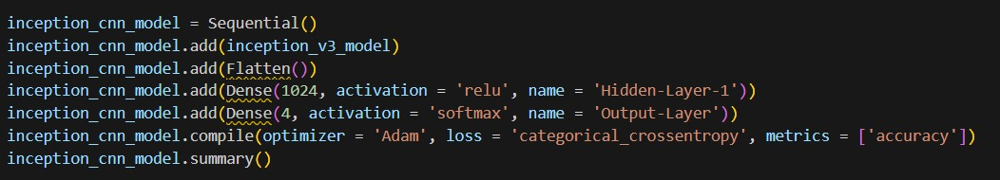 inception_cnn_model = Sequential()
inception_cnn_model.add(inception_v3_model)
inception_cnn_model.add(Flatten())
inception_cnn_model.add(Dense(1024, activation = 'relu', name = 'Hidden-Layer-1'))
inception_cnn_model.add(Dense(4, activation = 'softmax', name = 'Output-Layer'))
inception_cnn_model.compile(optimizer = 'Adam', loss = 'categorical_crossentropy', metrics = ['accuracy'])
inception_cnn_model.summary()